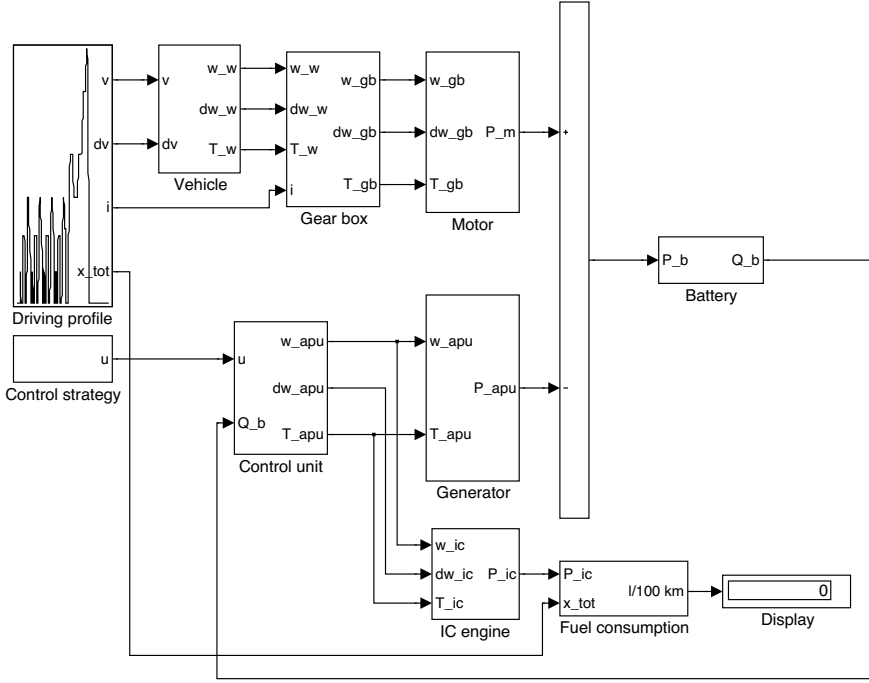 v
dv
i
x_tot
Driving profile
u
Control strategy
v
dv
w_w
dw_w
T_w
Vehicle
w_w
dw_w
T_w
i
w_gb
dw_gb
T_gb
Gear box
w_gb
dw_gb
T_gb
P_m
Motor
+
-
P_b
Q_b
Battery
u
Q_b
w_apu
dw_apu
T_apu
Control unit
w_apu
T_apu
P_apu
Generator
w_ic
dw_ic
T_ic
P_ic
IC engine
P_ic
x_tot
l/100 km
Fuel consumption
0
Display